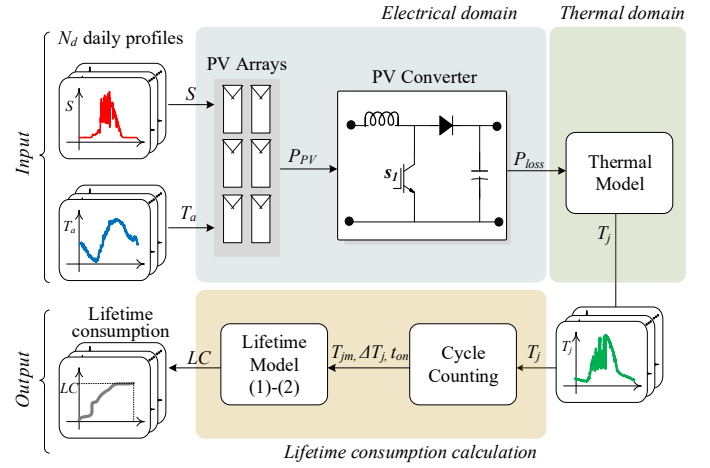 Electrical domain
Thermal domain
N_d daily profiles
PV Arrays
PV Converter
Input
S
S
T_a
T_a
P_PV
s_1
P_loss
Thermal
Model
T_j
Output
Lifetime
consumption
LC
LC
Lifetime
Model
(1)-(2)
T_jm, ΔT_j, t_on
Cycle
Counting
T_j
T_j
Lifetime consumption calculation